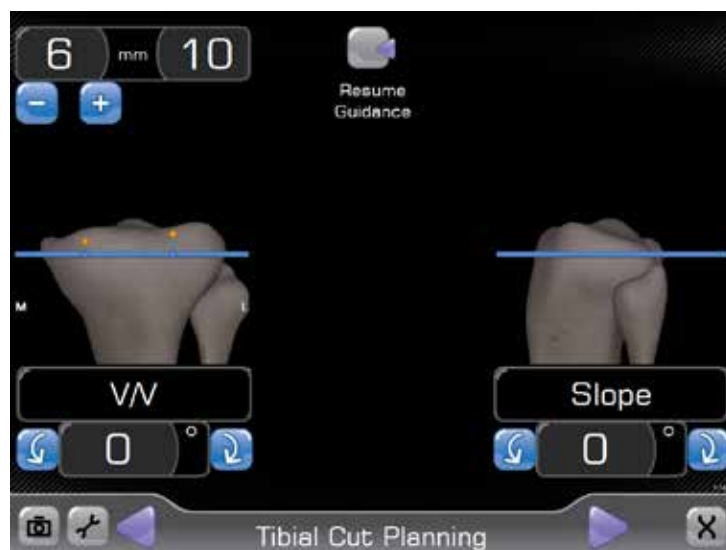 6 mm 10
Resume
Guidance
M
L
V/V
Slope
0 °
0 °
Tibial Cut Planning